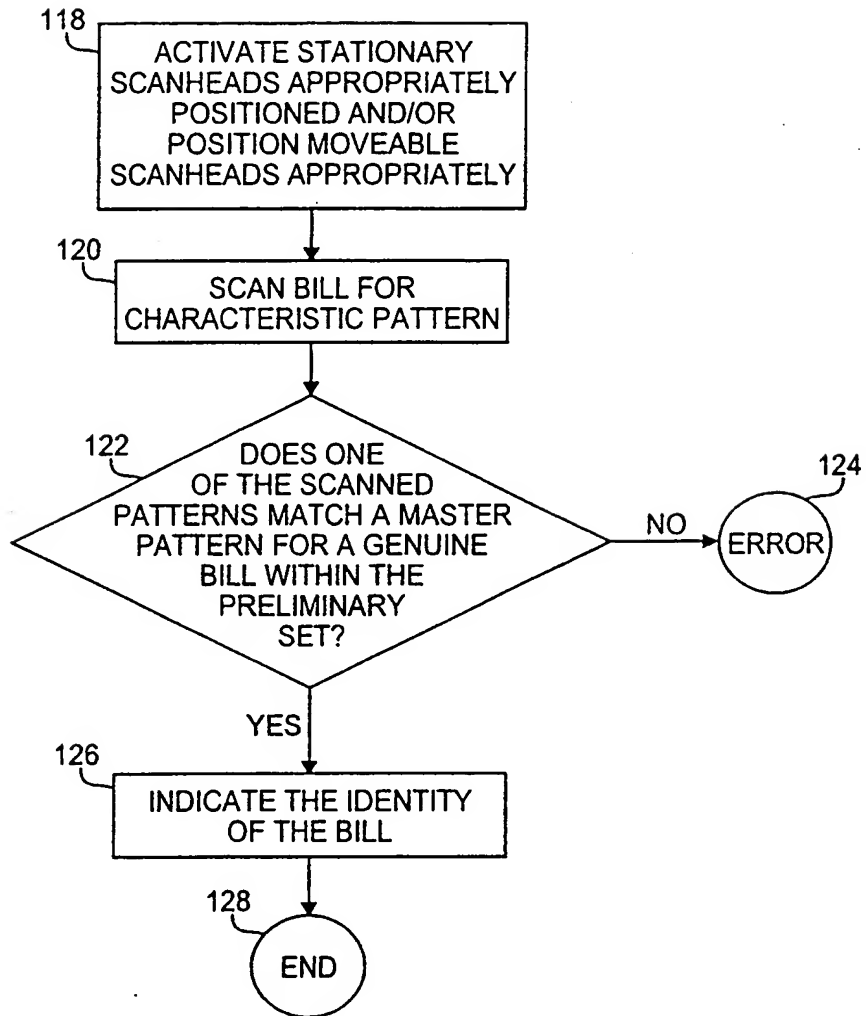 118
ACTIVATE STATIONARY
SCANHEADS APPROPRIATELY
POSITIONED AND/OR
POSITION MOVEABLE
SCANHEADS APPROPRIATELY
120
SCAN BILL FOR
CHARACTERISTIC PATTERN
122
DOES ONE
OF THE SCANNED
PATTERNS MATCH A MASTER
PATTERN FOR A GENUINE
BILL WITHIN THE
PRELIMINARY
SET?
NO
124
ERROR
YES
126
INDICATE THE IDENTITY
OF THE BILL
128
END